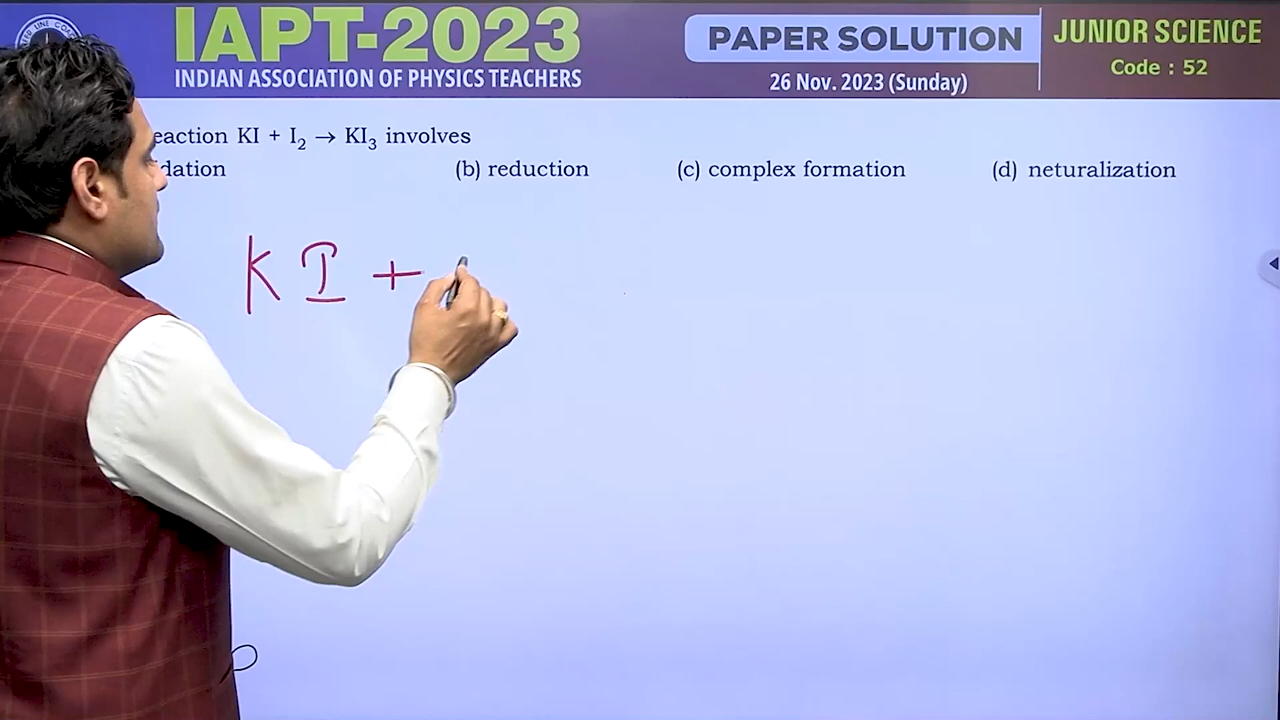 IAPT-2023
INDIAN ASSOCIATION OF PHYSICS TEACHERS
PAPER SOLUTION
26 Nov. 2023 (Sunday)
JUNIOR SCIENCE
Code : 52
eaction KI + I₂ → KI₃ involves
dation (b) reduction (c) complex formation (d) neturalization
KI +